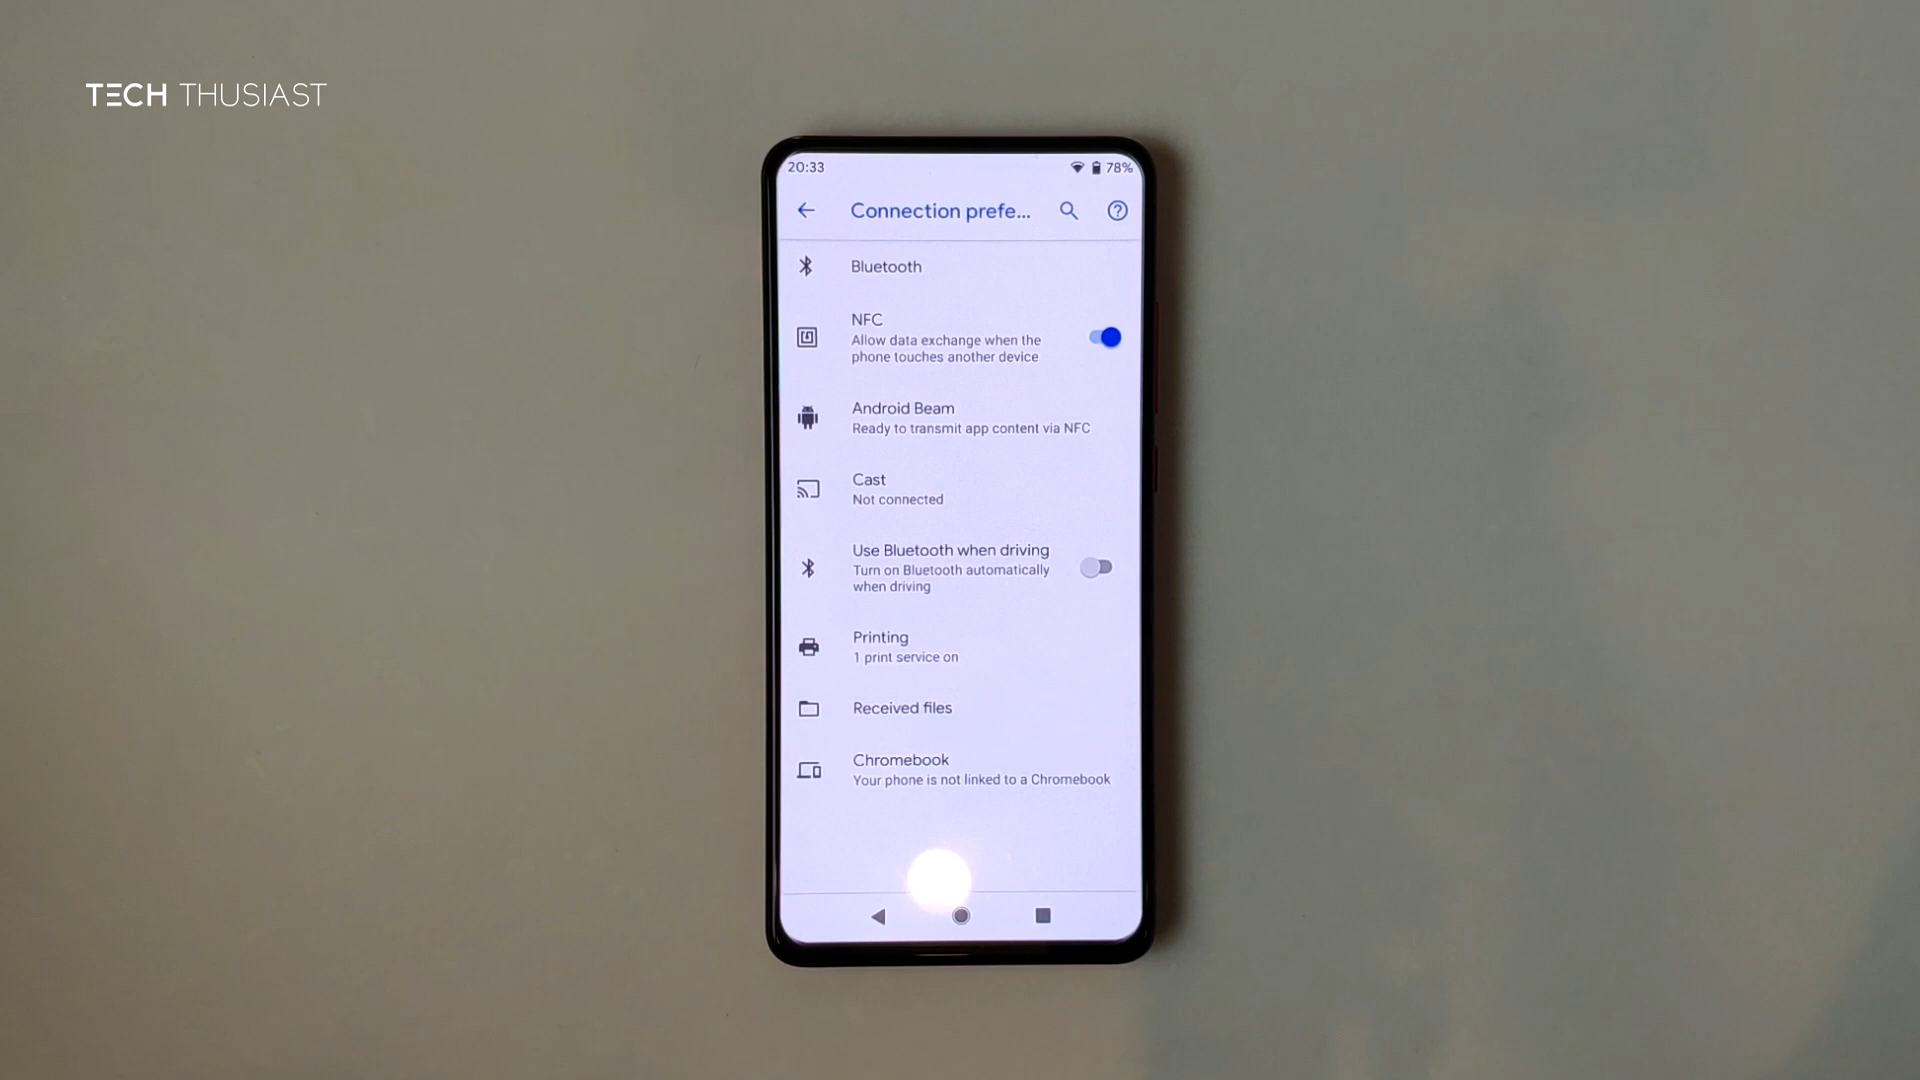 TECH THUSIAST
20:33
78%
Connection prefe...
Bluetooth
NFC
Allow data exchange when the
phone touches another device
Android Beam
Ready to transmit app content via NFC
Cast
Not connected
Use Bluetooth when driving
Turn on Bluetooth automatically
when driving
Printing
1 print service on
Received files
Chromebook
Your phone is not linked to a Chromebook